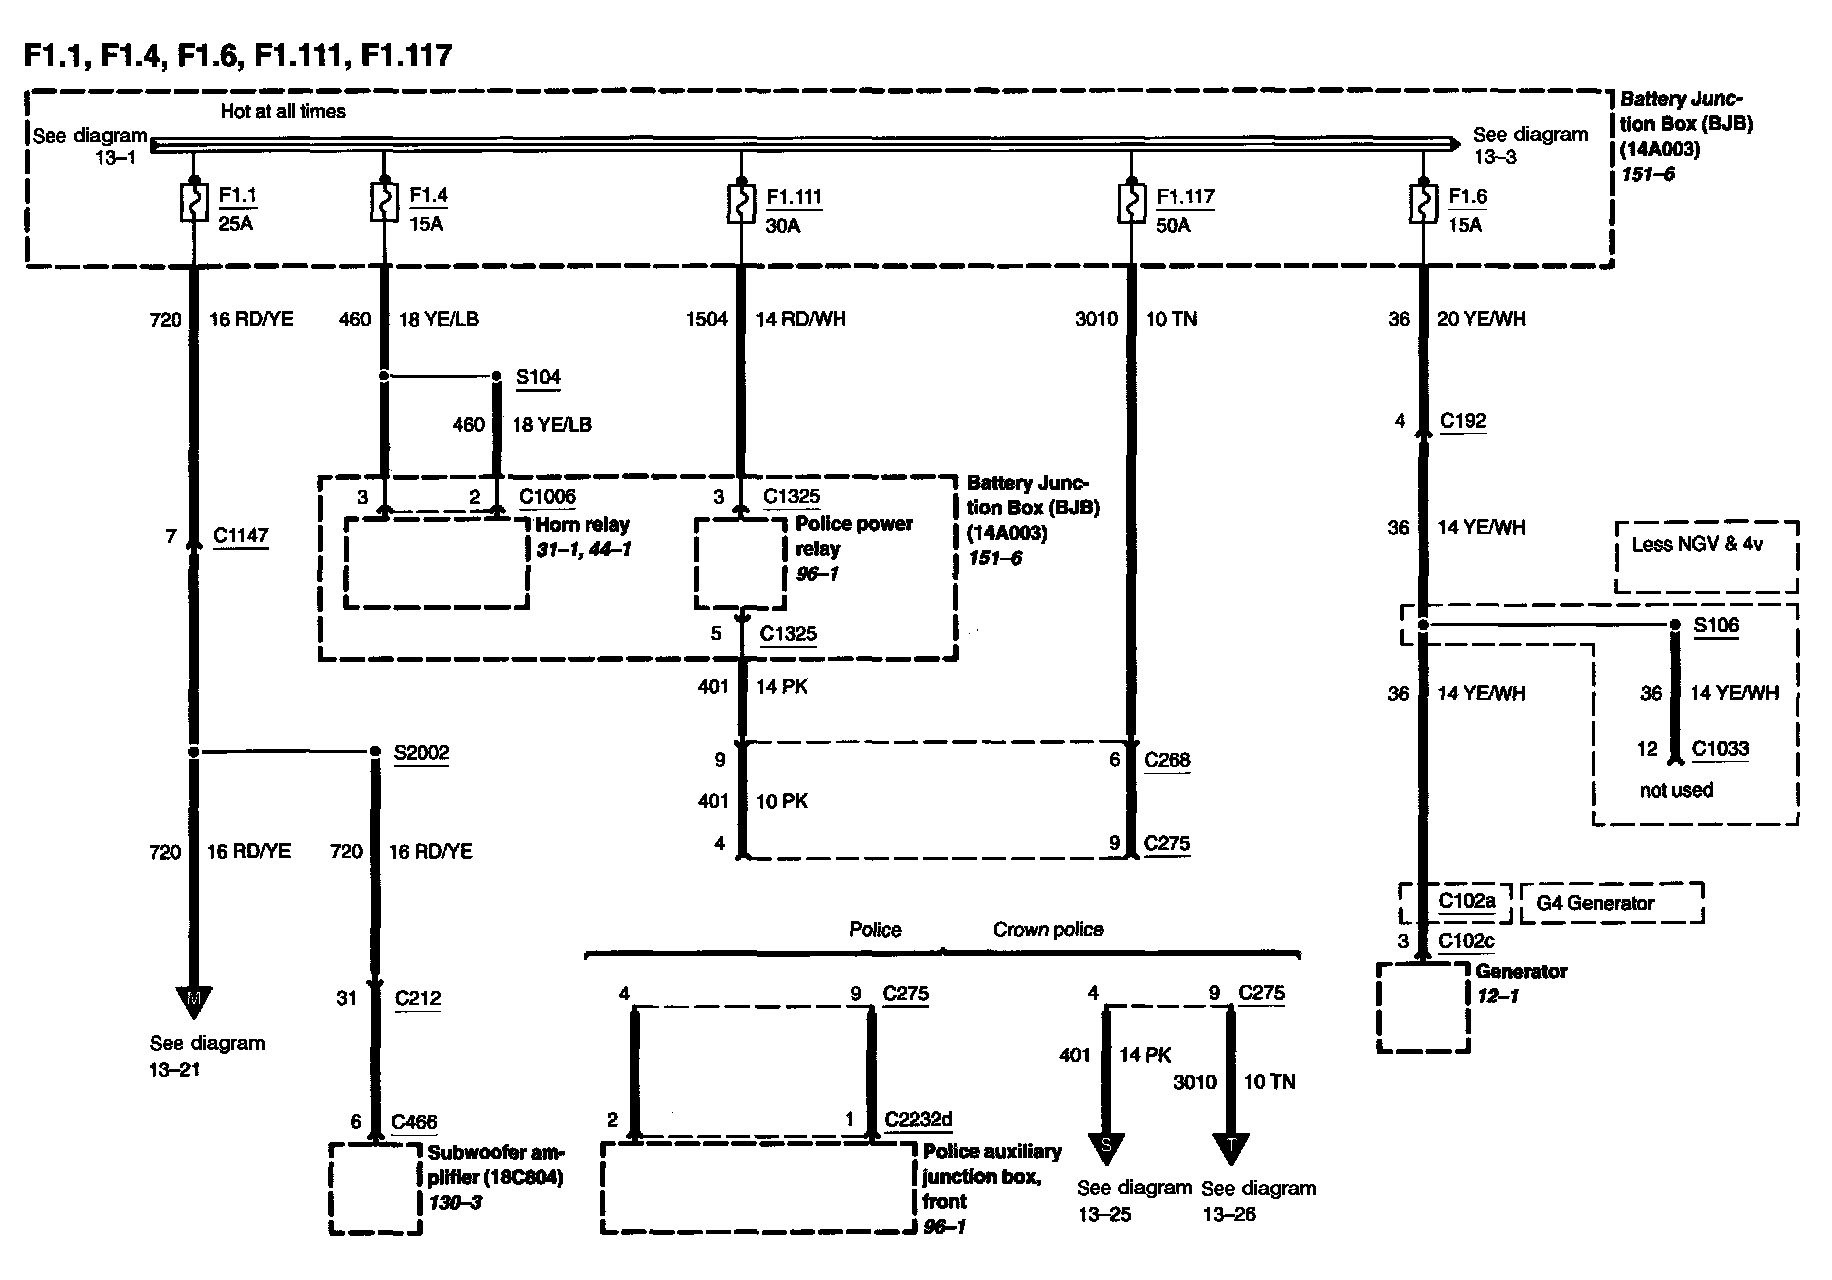 F1.1, F1.4, F1.6, F1.111, F1.117
Hot at all times
See diagram
13–1
See diagram
13–3
Battery Junc-
tion Box (BJB)
(14A003)
151–6
F1.1
25A
F1.4
15A
F1.111
30A
F1.117
50A
F1.6
15A
720 16 RD/YE
460 18 YE/LB
1504 14 RD/WH
3010 10 TN
36 20 YE/WH
S104
460 18 YE/LB
4 C192
3 2 C1006
3 C1325
Battery Junc-
tion Box (BJB)
(14A003)
151–6
Horn relay
31–1, 44–1
Police power
relay
96–1
7 C1147
36 14 YE/WH
Less NGV & 4v
5 C1325
S106
401 14 PK
36 14 YE/WH
36 14 YE/WH
S2002
9
6 C268
12 C1033
not used
401 10 PK
4
9 C275
720 16 RD/YE
720 16 RD/YE
C102a
G4 Generator
Police
Crown police
3 C102c
Generator
12–1
31 C212
4 9 C275
4 9 C275
M
See diagram
13–21
401 14 PK
3010 10 TN
6 C466
2 1 C2232d
S
T
Subwoofer am-
plifier (18C804)
130–3
Police auxiliary
junction box,
front
96–1
See diagram
13–25
See diagram
13–26